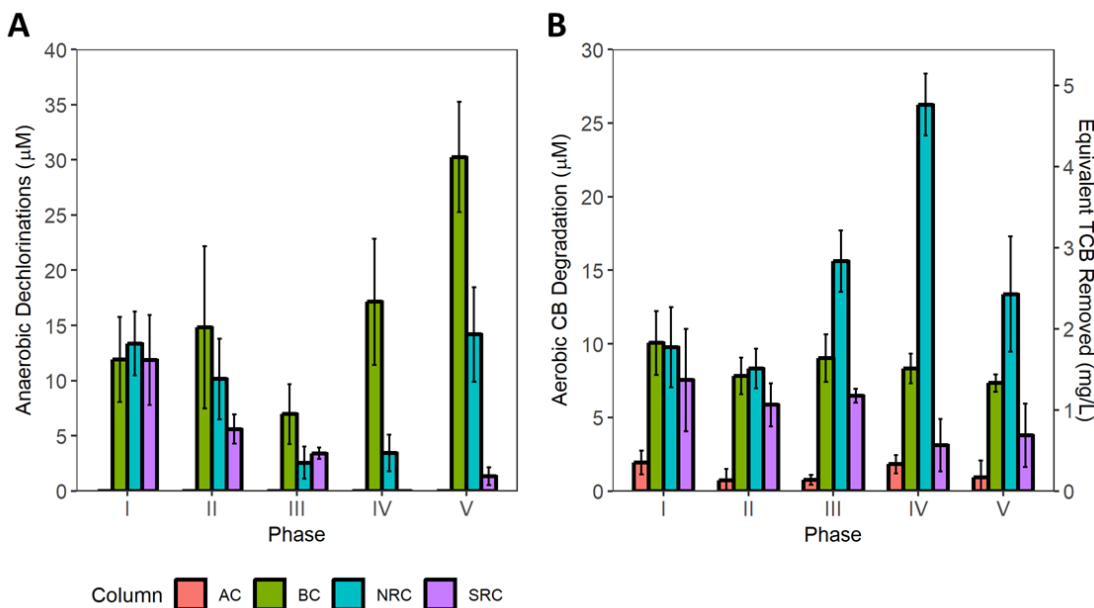 A
Anaerobic Dechlorinations (μM)
40
35
30
25
20
15
10
5
0
I II III IV V
Phase
B
Aerobic CB Degradation (μM)
30
25
20
15
10
5
0
I II III IV V
Phase
5
4
3
2
1
0
Equivalent TCB Removed (mg/L)
Column AC BC NRC SRC